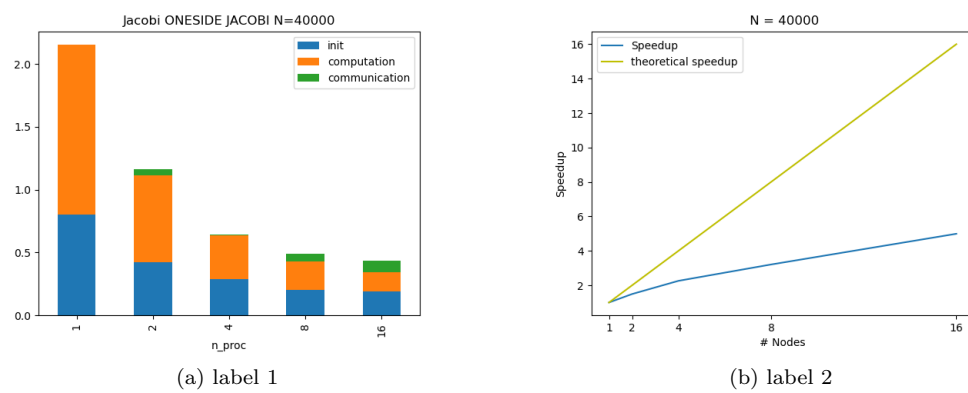 Jacobi ONESIDE JACOBI N=40000
init
computation
communication
2.0
1.5
1.0
0.5
0.0
1
2
4
8
16
n_proc
(a) label 1
N = 40000
Speedup
theoretical speedup
16
14
12
10
8
6
4
2
Speedup
1 2 4 8 16
# Nodes
(b) label 2